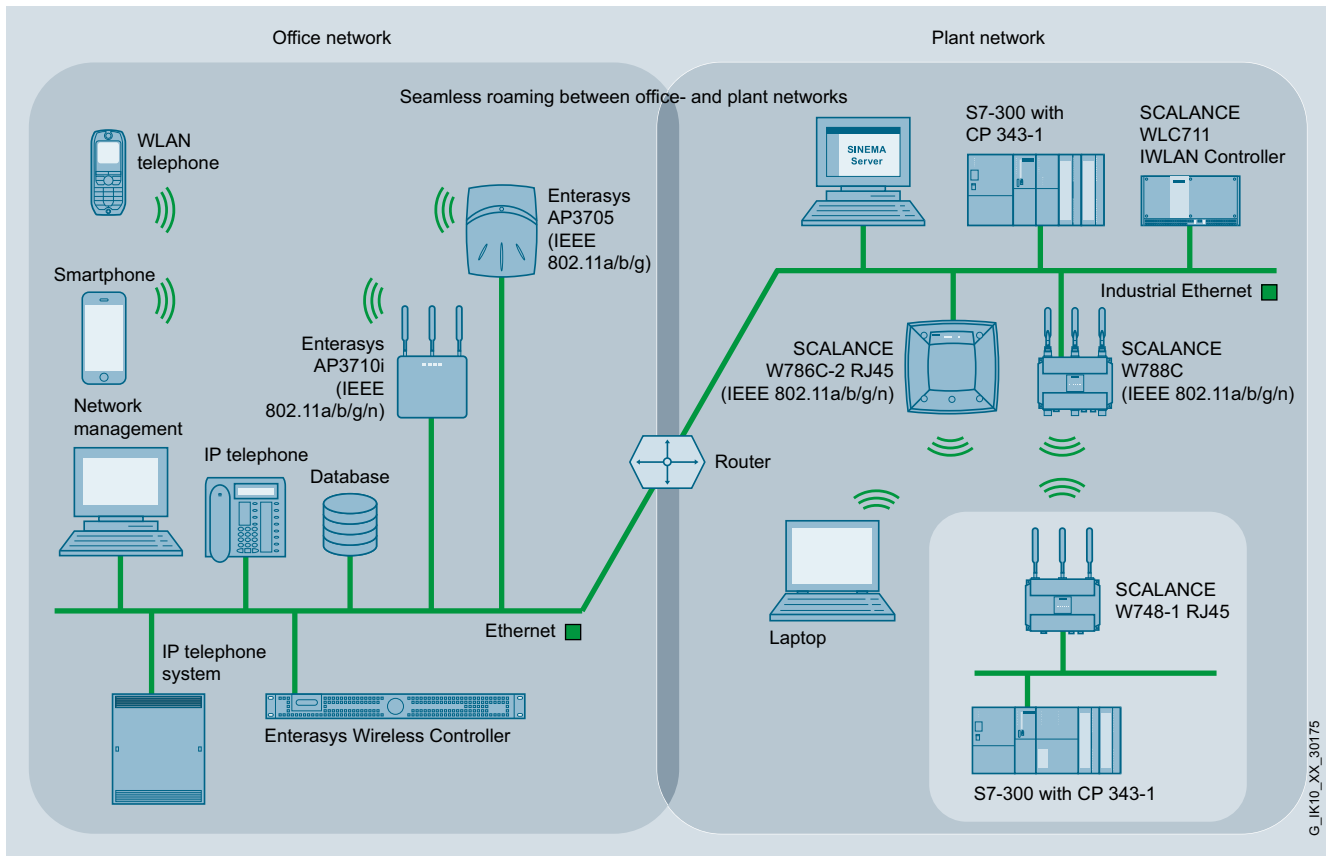 Office network
Plant network
Seamless roaming between office- and plant networks
WLAN
telephone
Enterasys
AP3705
(IEEE
802.11a/b/g)
Smartphone
Enterasys
AP3710i
(IEEE
802.11a/b/g/n)
Network
management
IP telephone
Database
Ethernet
IP telephone
system
Enterasys Wireless Controller
Router
SINEMA
Server
S7-300 with
CP 343-1
SCALANCE
WLC711
IWLAN Controller
Industrial Ethernet
SCALANCE
W786C-2 RJ45
(IEEE 802.11a/b/g/n)
SCALANCE
W788C
(IEEE 802.11a/b/g/n)
Laptop
SCALANCE
W748-1 RJ45
S7-300 with CP 343-1
G_IK10_XX_30175